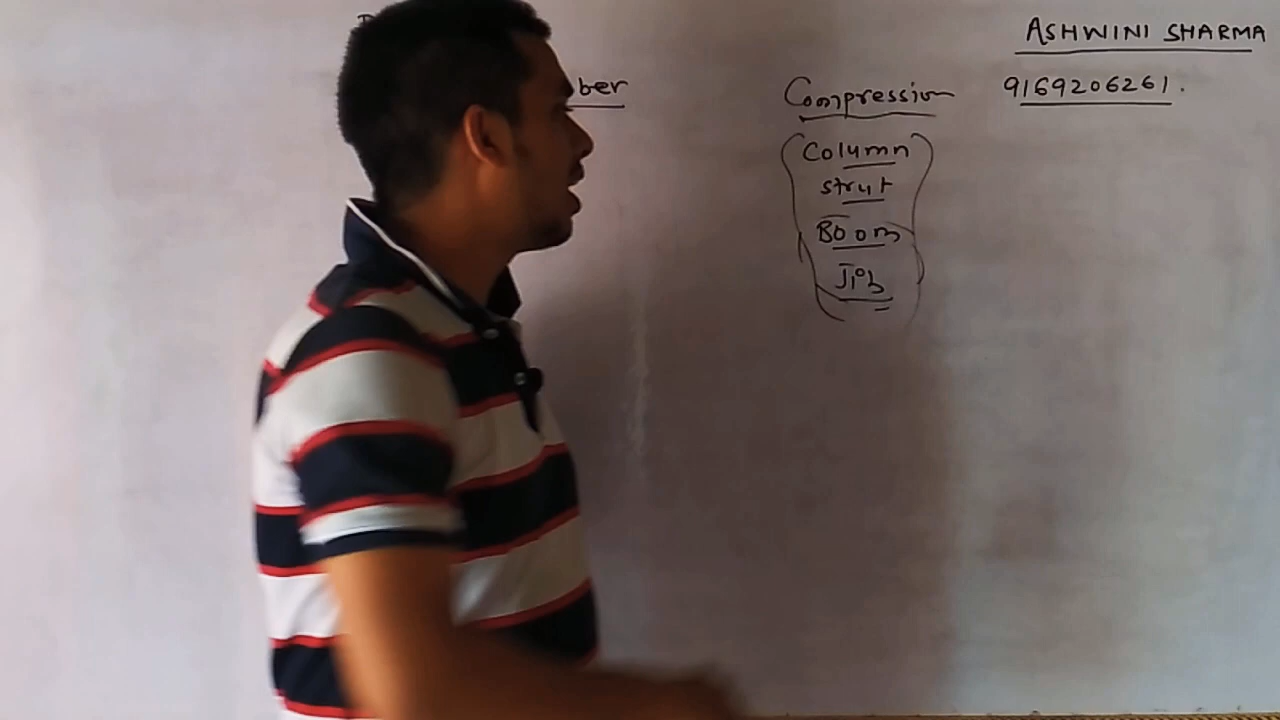 ASHWINI SHARMA
9169206261.
ber
Compression
Column
strut
Boom
Jib